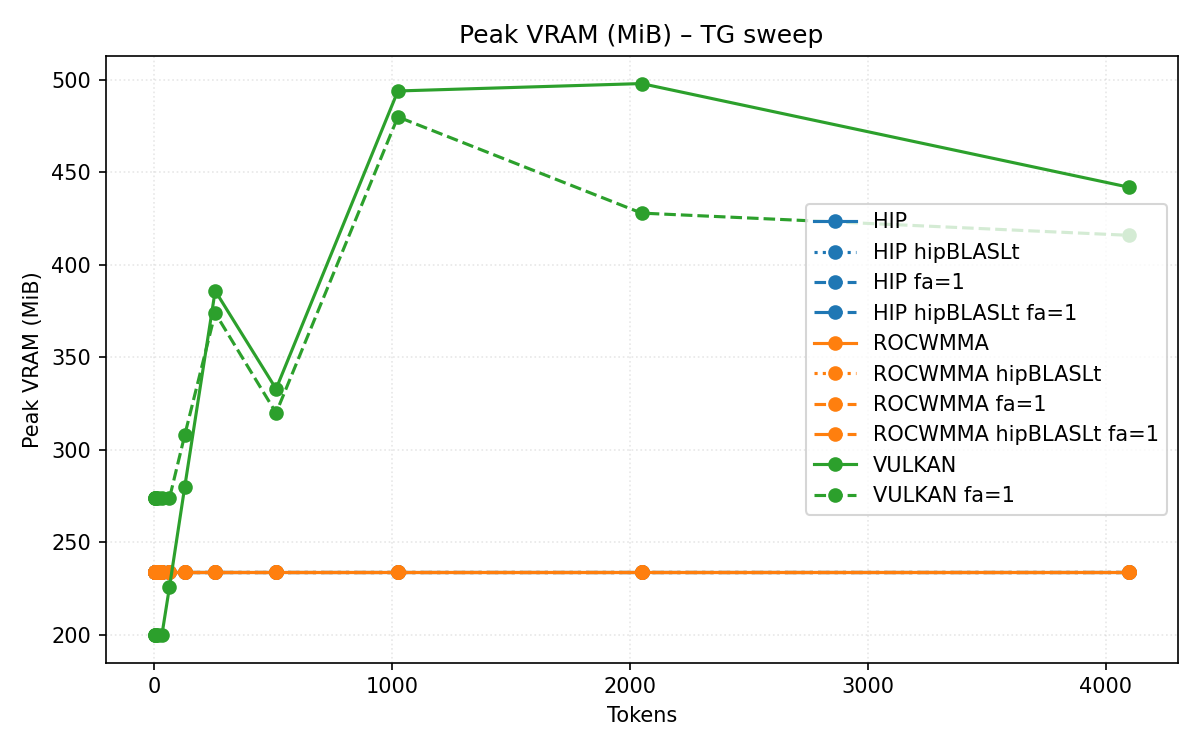 Peak VRAM (MiB) – TG sweep
500
450
400
350
300
250
200
Peak VRAM (MiB)
HIP
HIP hipBLASLt
HIP fa=1
HIP hipBLASLt fa=1
ROCWMMA
ROCWMMA hipBLASLt
ROCWMMA fa=1
ROCWMMA hipBLASLt fa=1
VULKAN
VULKAN fa=1
0 1000 2000 3000 4000
Tokens